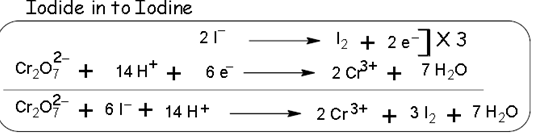 Iodide in to Iodine
2 I⁻ ⟶ I₂ + 2 e⁻] X 3
Cr₂O₇²⁻ + 14 H⁺ + 6 e⁻ ⟶ 2 Cr³⁺ + 7 H₂O
Cr₂O₇²⁻ + 6 I⁻ + 14 H⁺ ⟶ 2 Cr³⁺ + 3 I₂ + 7 H₂O